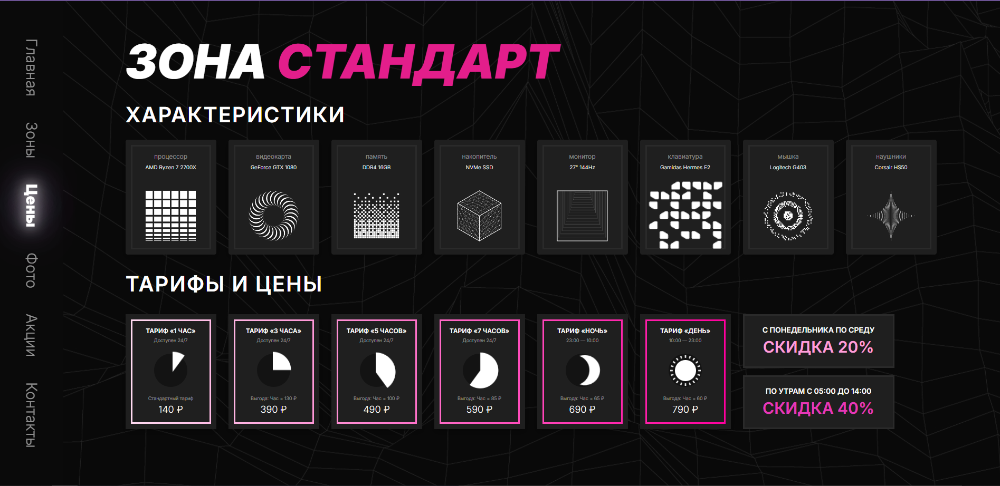 Главная
Зоны
Цены
Фото
Акции
Контакты
ЗОНА СТАНДАРТ
ХАРАКТЕРИСТИКИ
процессор
AMD Ryzen 7 2700X
видеокарта
GeForce GTX 1080
память
DDR4 16GB
накопитель
NVMe SSD
монитор
27" 144Hz
клавиатура
Gamidas Hermes E2
мышка
Logitech G403
наушники
Corsair HS50
ТАРИФЫ И ЦЕНЫ
ТАРИФ «1 ЧАС»
Доступен 24/7
Стандартный тариф
140 ₽
ТАРИФ «3 ЧАСА»
Доступен 24/7
Выгода: Час = 130 ₽
390 ₽
ТАРИФ «5 ЧАСОВ»
Доступен 24/7
Выгода: Час = 100 ₽
490 ₽
ТАРИФ «7 ЧАСОВ»
Доступен 24/7
Выгода: Час = 85 ₽
590 ₽
ТАРИФ «НОЧЬ»
23:00 — 10:00
Выгода: Час = 65 ₽
690 ₽
ТАРИФ «ДЕНЬ»
10:00 — 23:00
Выгода: Час = 60 ₽
790 ₽
С ПОНЕДЕЛЬНИКА ПО СРЕДУ
СКИДКА 20%
ПО УТРАМ С 05:00 ДО 14:00
СКИДКА 40%